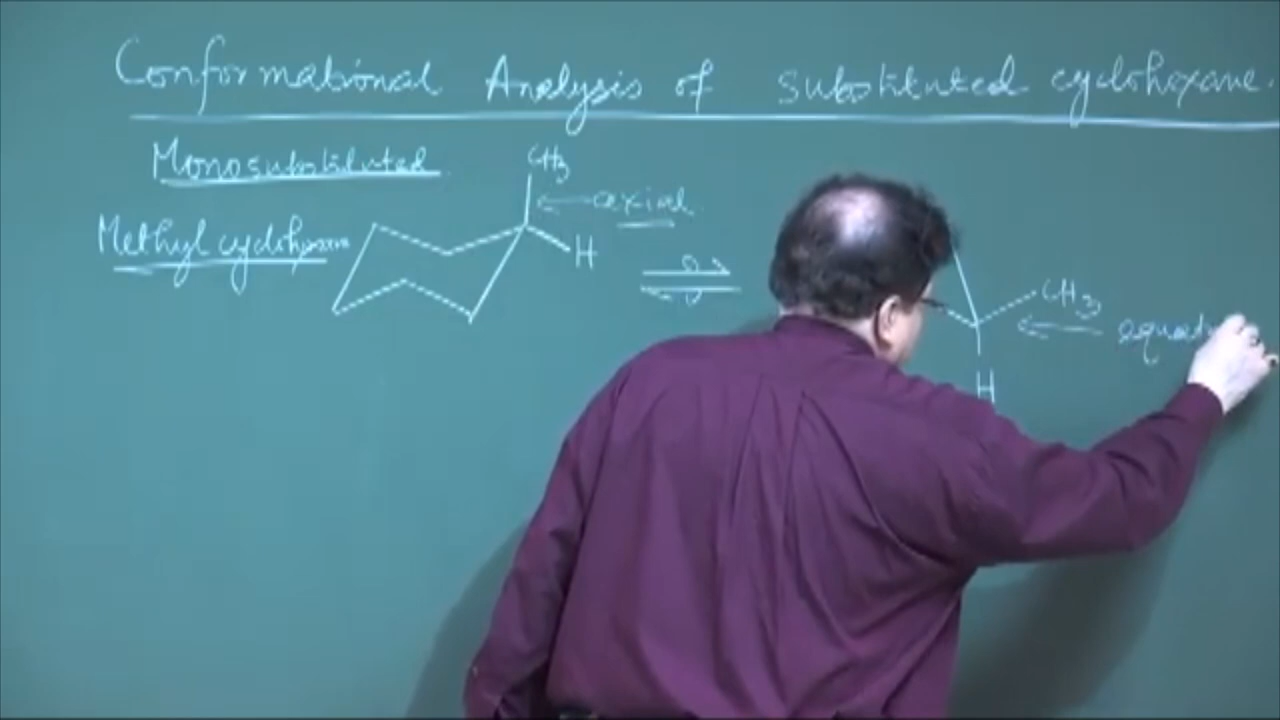 Conformational Analysis of substituted cyclohexane.
Monosubstituted
CH3
axial
Methyl cyclohexane
H
CH3
H